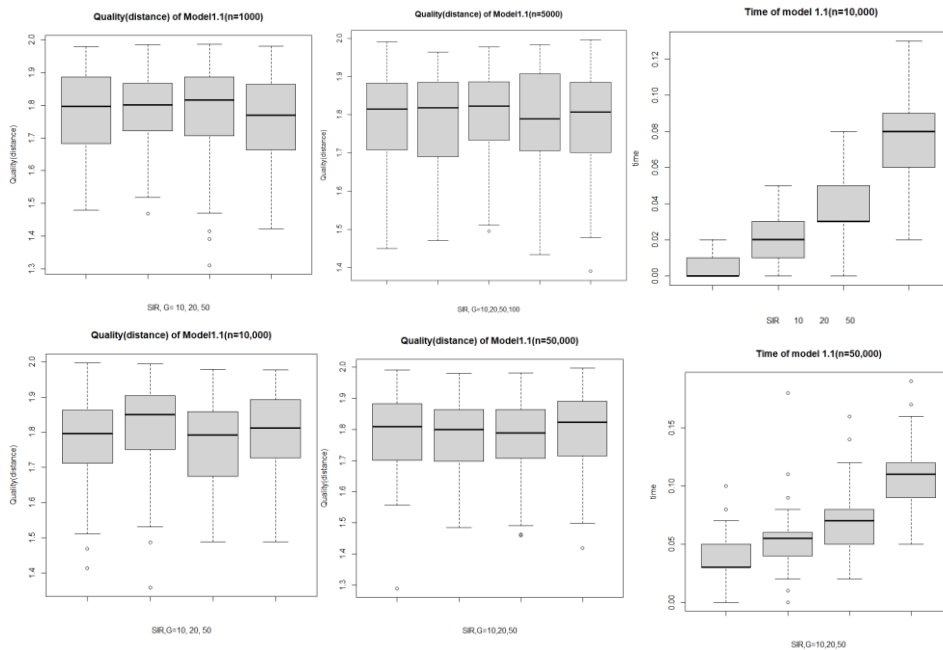 Quality(distance) of Model1.1(n=1000)
Quality(distance)
1.3 1.4 1.5 1.6 1.7 1.8 1.9 2.0
SIR, G= 10, 20, 50
Quality(distance) of Model1.1(n=5000)
Quality(distance)
1.4 1.5 1.6 1.7 1.8 1.9 2.0
SIR, G=10,20,50,100
Time of model 1.1(n=10,000)
time
0.00 0.02 0.04 0.06 0.08 0.10 0.12
SIR 10 20 50
Quality(distance) of Model1.1(n=10,000)
Quality(distance)
1.4 1.5 1.6 1.7 1.8 1.9 2.0
SIR,G=10, 20, 50
Quality(distance) of Model1.1(n=50,000)
Quality(distance)
1.3 1.4 1.5 1.6 1.7 1.8 1.9 2.0
SIR,G=10,20,50
Time of model 1.1(n=50,000)
time
0.00 0.05 0.10 0.15
SIR,G=10,20,50